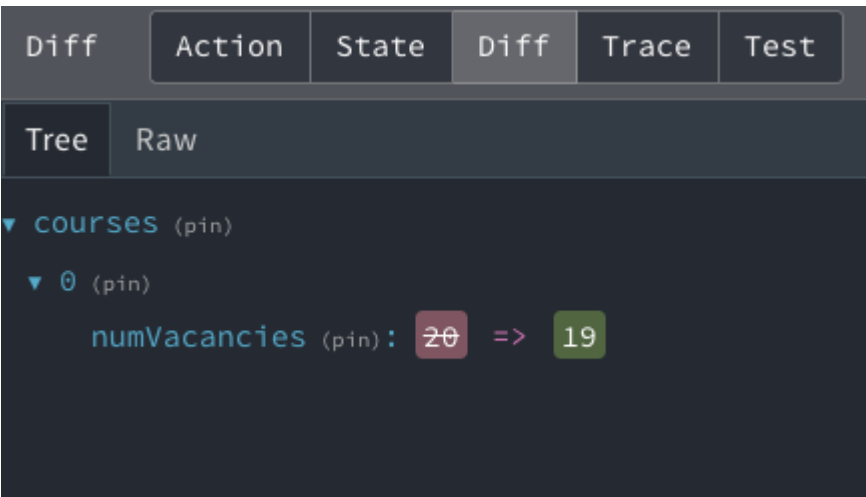 Diff Action State Diff Trace Test
Tree Raw
▼ courses (pin)
▼ 0 (pin)
numVacancies (pin): 20 => 19